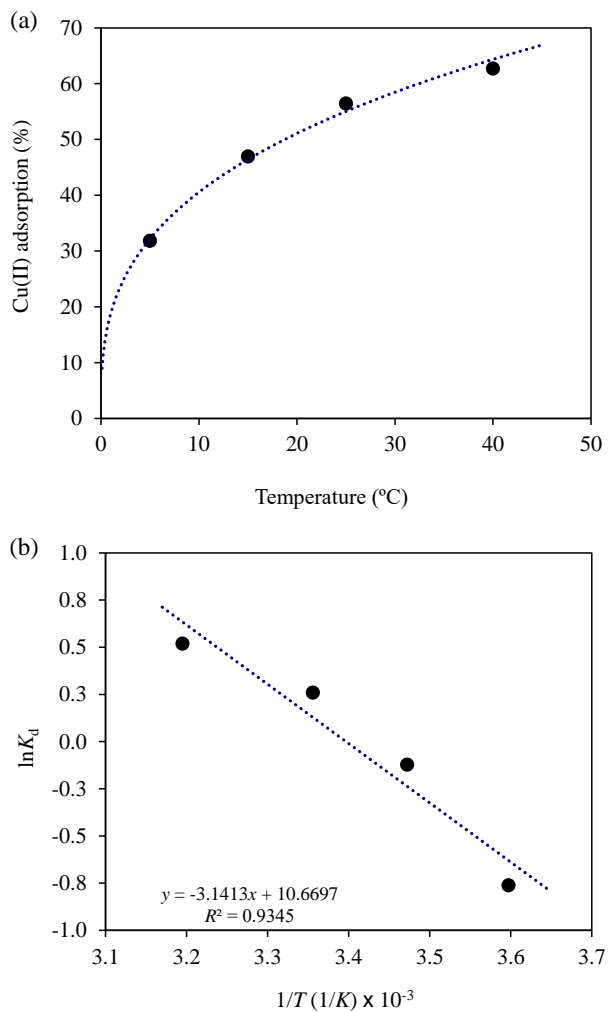 (a)
70
60
50
40
30
20
10
0
Cu(II) adsorption (%)
0 10 20 30 40 50
Temperature (ºC)
(b)
1.0
0.8
0.5
0.3
0.0
-0.3
-0.5
-0.8
-1.0
lnKd
y = -3.1413x + 10.6697
R² = 0.9345
3.1 3.2 3.3 3.4 3.5 3.6 3.7
1/T (1/K) x 10⁻³